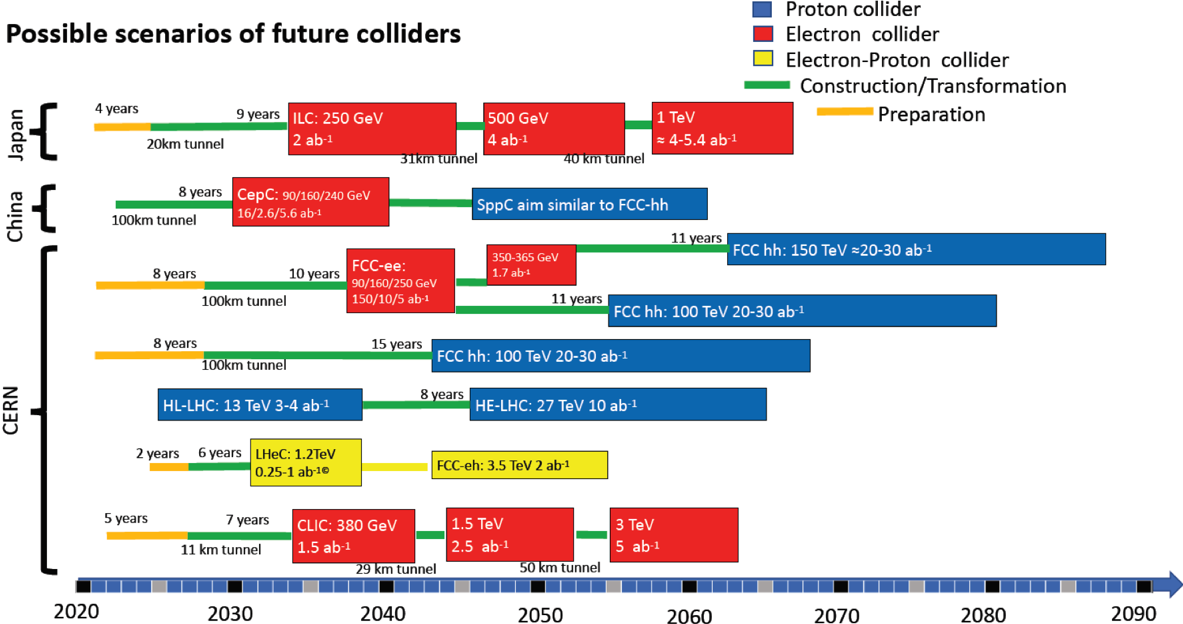 Possible scenarios of future colliders
Proton collider
Electron collider
Electron-Proton collider
Construction/Transformation
Preparation
Japan
4 years
9 years
20km tunnel
ILC: 250 GeV
2 ab-1
31km tunnel
500 GeV
4 ab-1
40 km tunnel
1 TeV
≈ 4-5.4 ab-1
China
8 years
100km tunnel
CepC: 90/160/240 GeV
16/2.6/5.6 ab-1
SppC aim similar to FCC-hh
CERN
8 years
10 years
100km tunnel
FCC-ee:
90/160/250 GeV
150/10/5 ab-1
350-365 GeV
1.7 ab-1
11 years
FCC hh: 150 TeV ≈20-30 ab-1
11 years
FCC hh: 100 TeV 20-30 ab-1
8 years
15 years
100km tunnel
FCC hh: 100 TeV 20-30 ab-1
HL-LHC: 13 TeV 3-4 ab-1
8 years
HE-LHC: 27 TeV 10 ab-1
2 years
6 years
LHeC: 1.2TeV
0.25-1 ab-1©
FCC-eh: 3.5 TeV 2 ab-1
5 years
7 years
11 km tunnel
CLIC: 380 GeV
1.5 ab-1
29 km tunnel
1.5 TeV
2.5 ab-1
50 km tunnel
3 TeV
5 ab-1
2020
2030
2040
2050
2060
2070
2080
2090